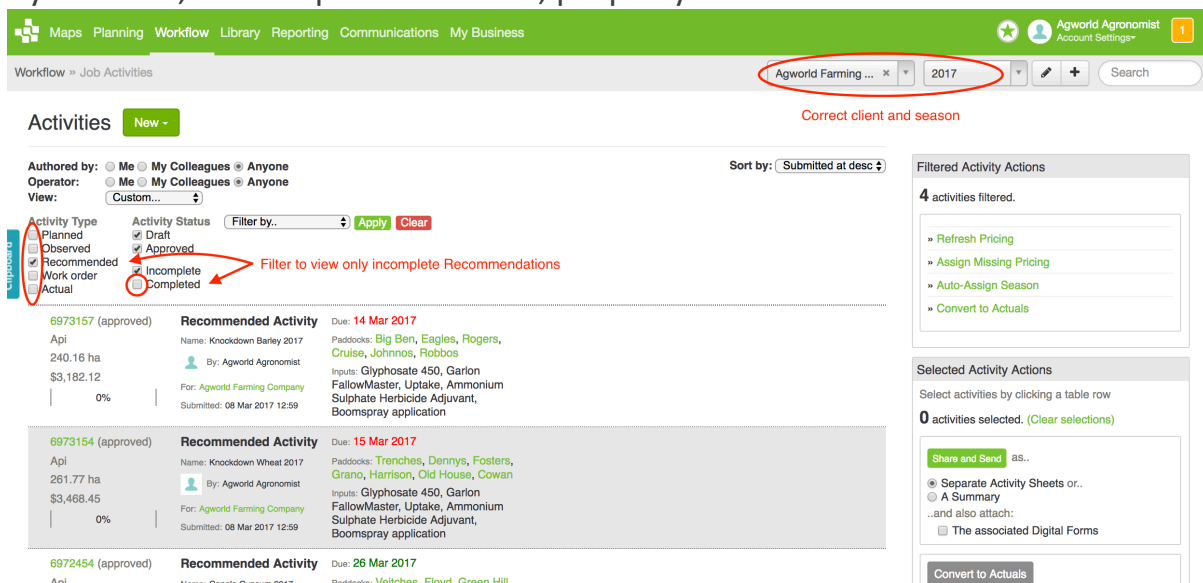 Maps Planning Workflow Library Reporting Communications My Business
Agworld Agronomist
Account Settings
1
Workflow » Job Activities
Agworld Farming ... × 2017 Search
Correct client and season
Activities New
Authored by: Me My Colleagues Anyone
Sort by: Submitted at desc
Operator: Me My Colleagues Anyone
View: Custom...
Activity Type Activity Status Filter by.. Apply Clear
Planned Draft
Observed Approved
Recommended
Work order Incomplete
Actual Completed
Filter to view only incomplete Recommendations
Clipboard
6973157 (approved) Recommended Activity Due: 14 Mar 2017
Api Name: Knockdown Barley 2017 Paddocks: Big Ben, Eagles, Rogers,
Cruise, Johnnos, Robbos
240.16 ha By: Agworld Agronomist Inputs: Glyphosate 450, Garlon
$3,182.12 For: Agworld Farming Company FallowMaster, Uptake, Ammonium
0% Submitted: 08 Mar 2017 12:59 Sulphate Herbicide Adjuvant,
Boomspray application
6973154 (approved) Recommended Activity Due: 15 Mar 2017
Api Name: Knockdown Wheat 2017 Paddocks: Trenches, Dennys, Fosters,
Grano, Harrison, Old House, Cowan
261.77 ha By: Agworld Agronomist Inputs: Glyphosate 450, Garlon
$3,468.45 For: Agworld Farming Company FallowMaster, Uptake, Ammonium
0% Submitted: 08 Mar 2017 12:59 Sulphate Herbicide Adjuvant,
Boomspray application
6972454 (approved) Recommended Activity Due: 26 Mar 2017
Filtered Activity Actions
4 activities filtered.
» Refresh Pricing
» Assign Missing Pricing
» Auto-Assign Season
» Convert to Actuals
Selected Activity Actions
Select activities by clicking a table row
0 activities selected. (Clear selections)
Share and Send as..
Separate Activity Sheets or..
A Summary
..and also attach:
The associated Digital Forms
Convert to Actuals